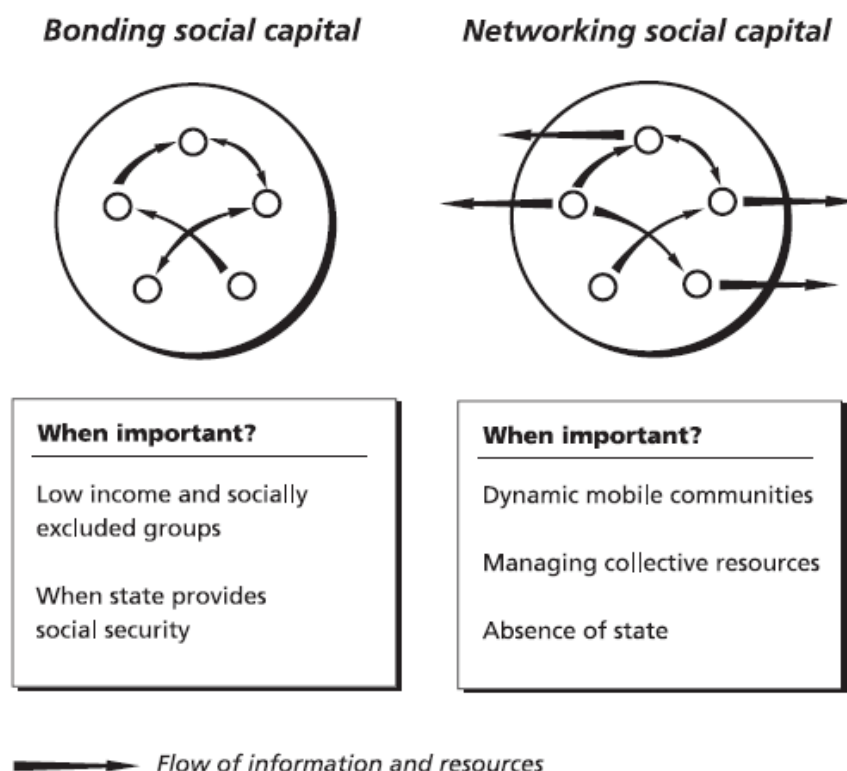 Bonding social capital
Networking social capital
When important?
Low income and socially
excluded groups
When state provides
social security
When important?
Dynamic mobile communities
Managing collective resources
Absence of state
Flow of information and resources